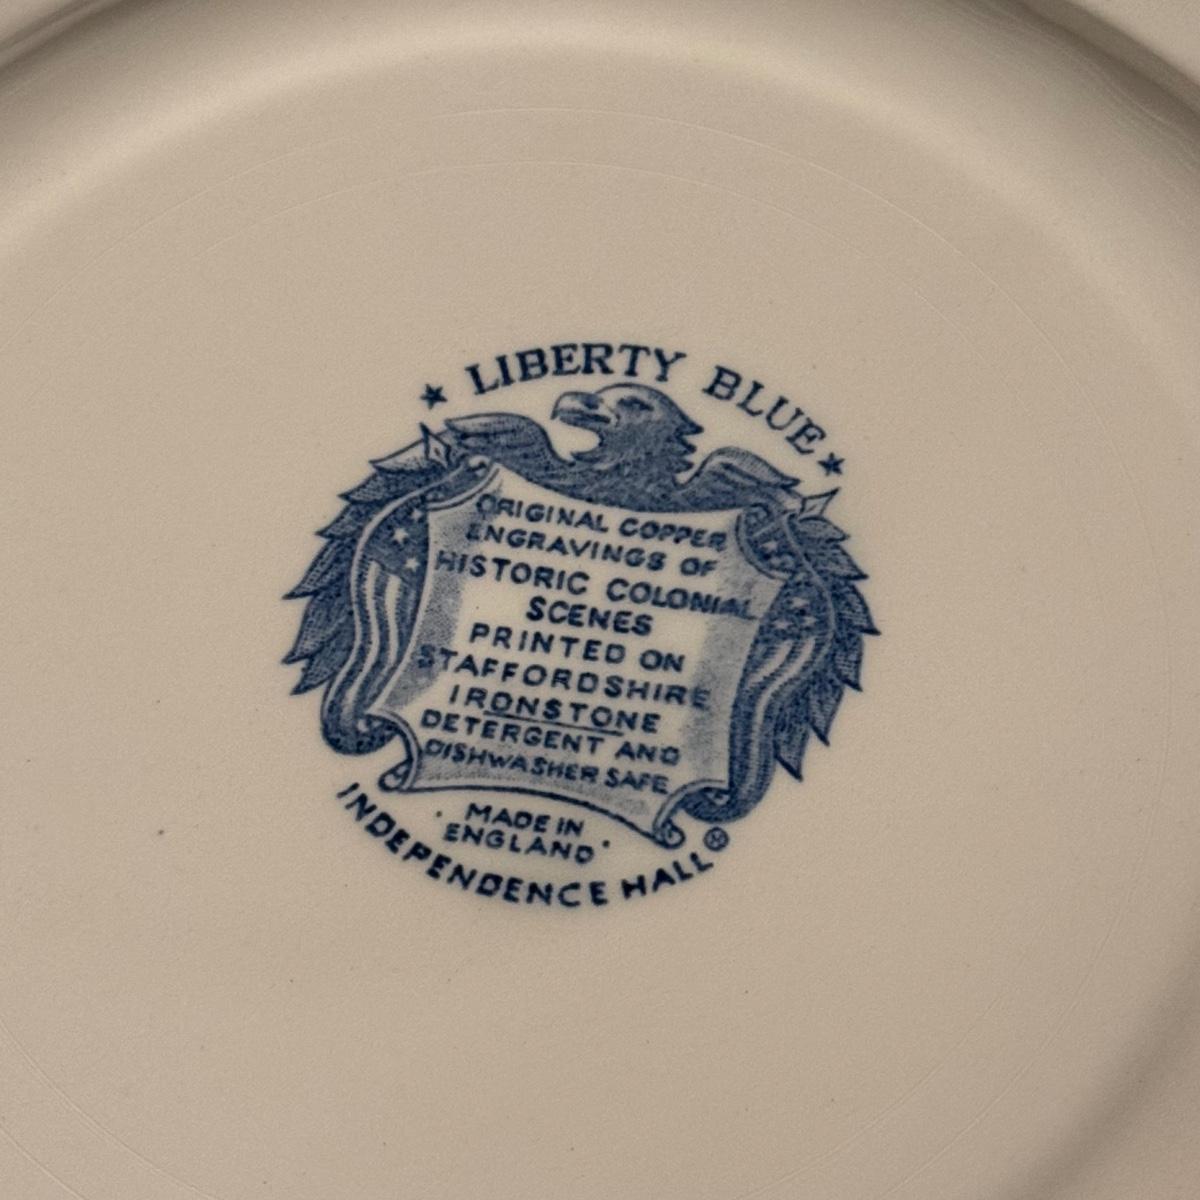 ★ LIBERTY BLUE ★
ORIGINAL COPPER
ENGRAVINGS OF
HISTORIC COLONIAL
SCENES
PRINTED ON
STAFFORDSHIRE
IRONSTONE
DETERGENT AND
DISHWASHER SAFE
· MADE IN
ENGLAND ·
INDEPENDENCE HALL ®